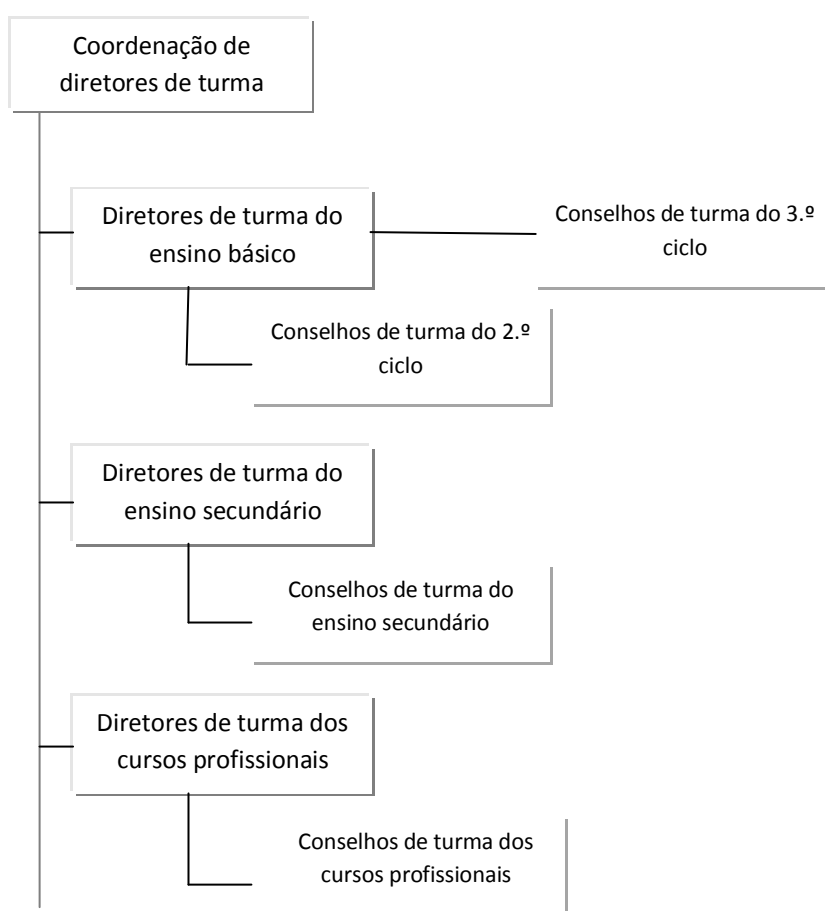 Coordenação de
diretores de turma
Diretores de turma do
ensino básico
Conselhos de turma do 3.º
ciclo
Conselhos de turma do 2.º
ciclo
Diretores de turma do
ensino secundário
Conselhos de turma do
ensino secundário
Diretores de turma dos
cursos profissionais
Conselhos de turma dos
cursos profissionais